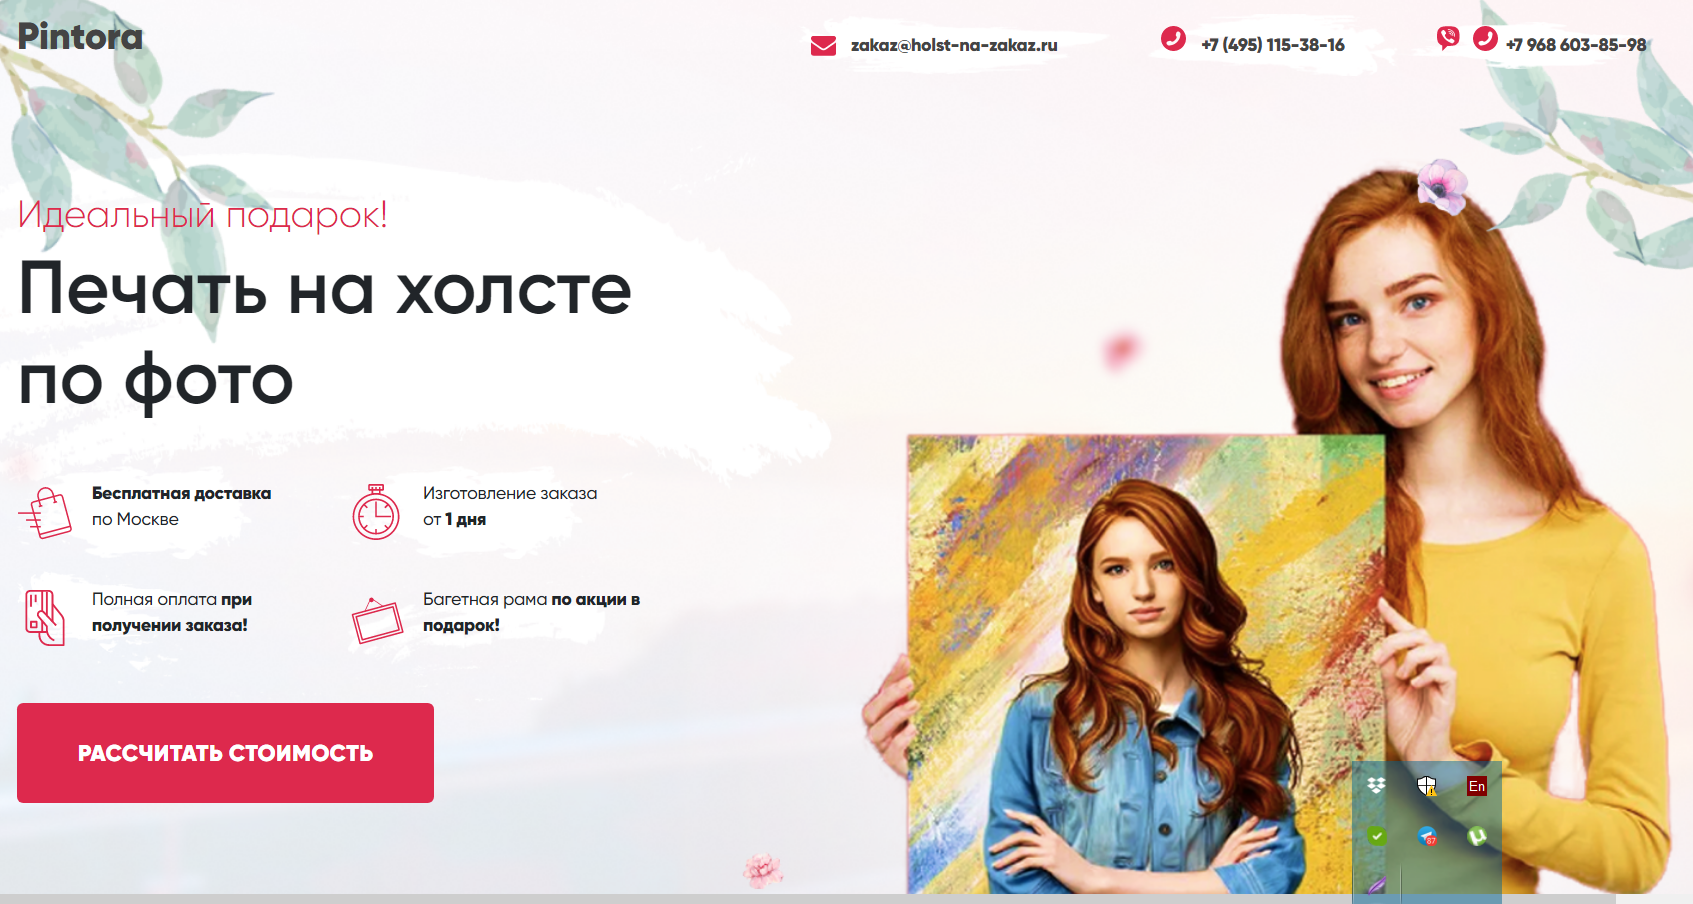 Pintora
zakaz@holst-na-zakaz.ru
+7 (495) 115-38-16
+7 968 603-85-98
Идеальный подарок!
Печать на холсте
по фото
Бесплатная доставка
по Москве
Изготовление заказа
от 1 дня
Полная оплата при
получении заказа!
Багетная рама по акции в
подарок!
РАССЧИТАТЬ СТОИМОСТЬ
En
87